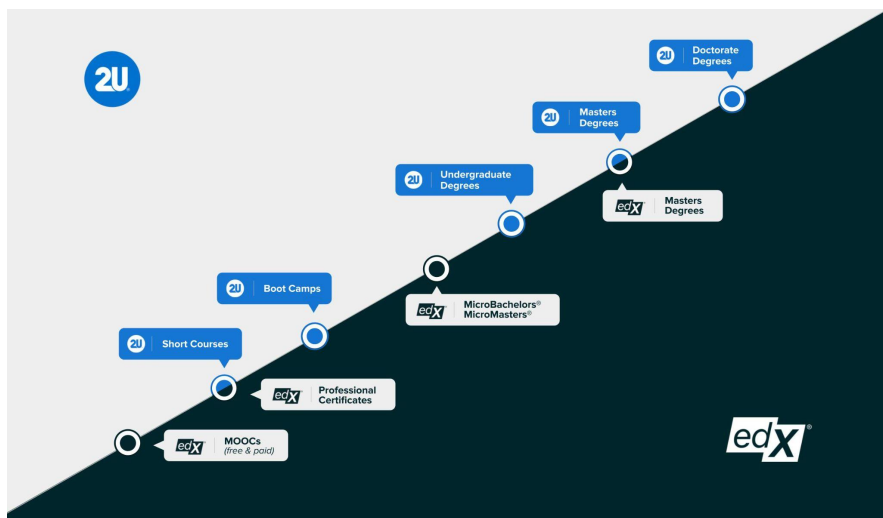 2U
2U Doctorate
Degrees
2U Masters
Degrees
edX Masters
Degrees
2U Undergraduate
Degrees
edX MicroBachelors®
MicroMasters®
2U Boot Camps
2U Short Courses
edX Professional
Certificates
edX MOOCs
(free & paid)
edX®